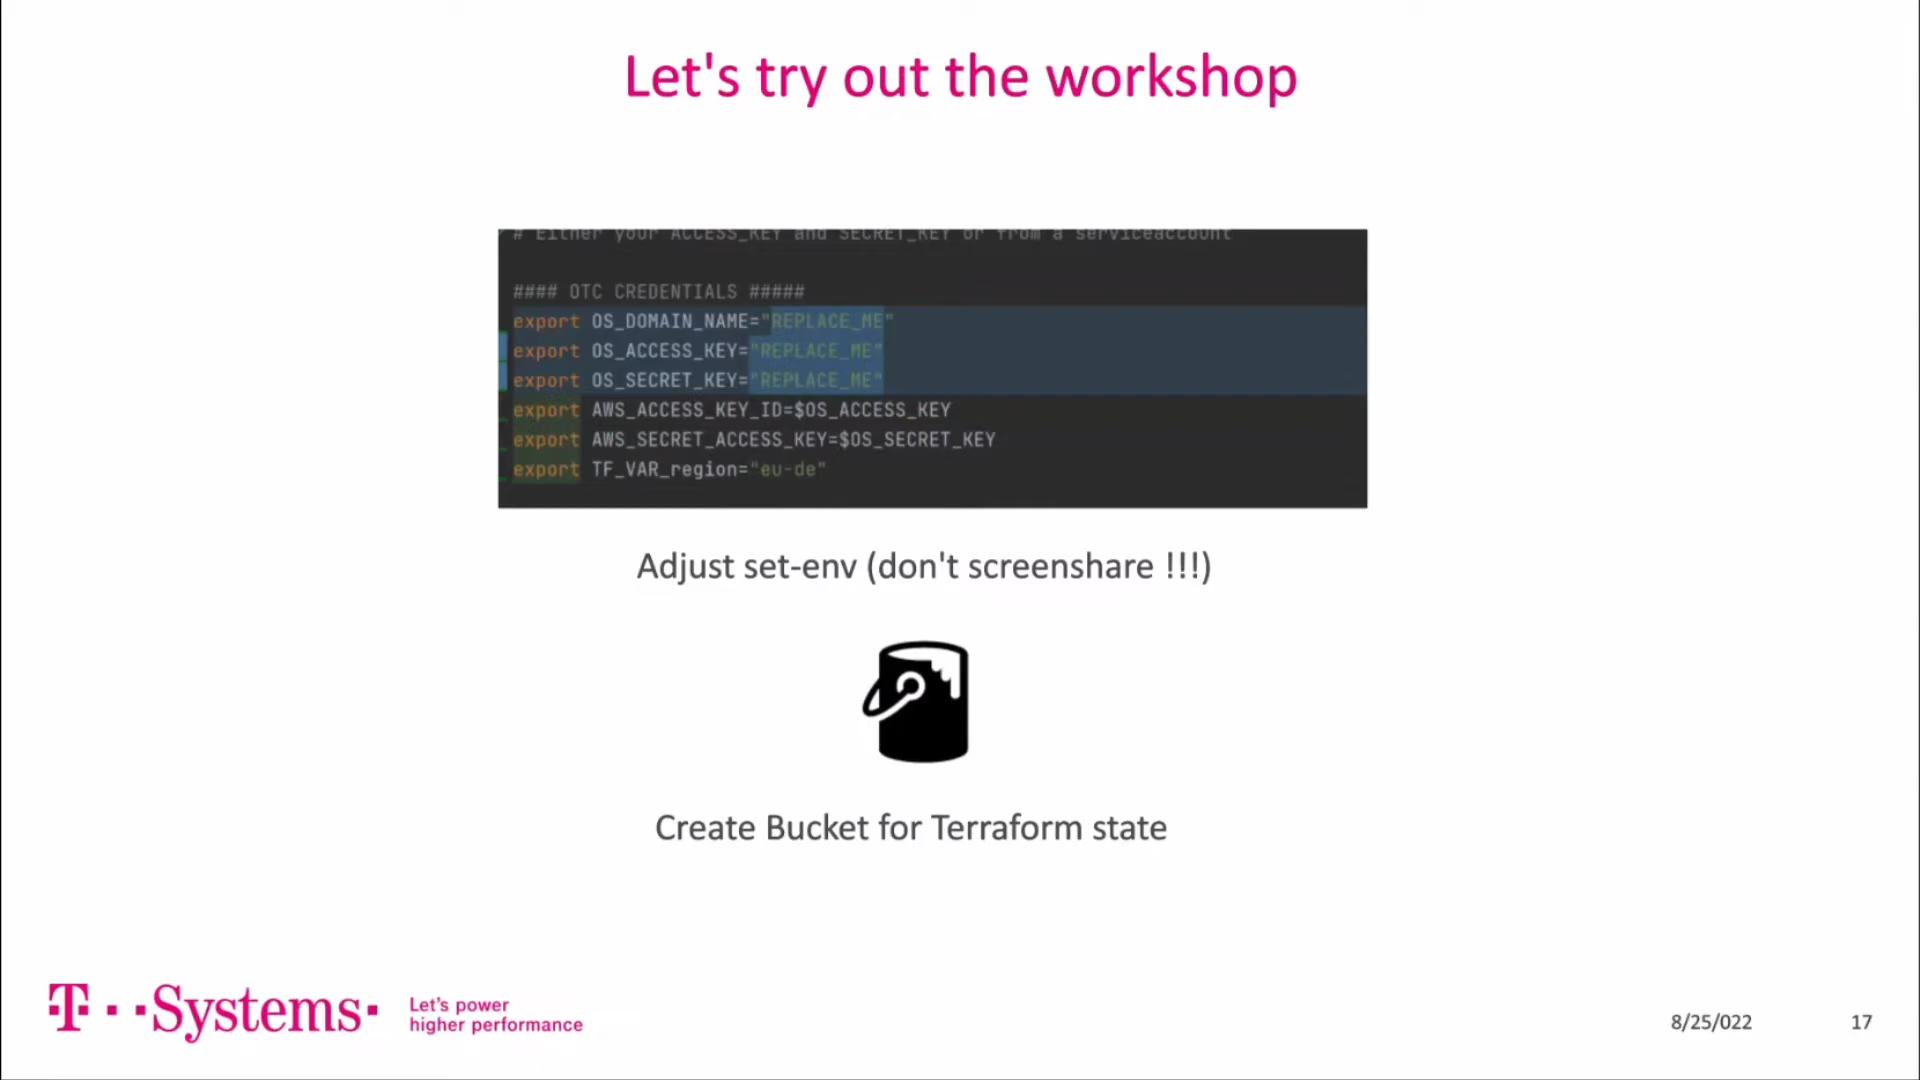 Let's try out the workshop
# Either your ACCESS_KEY and SECRET_KEY or from a serviceaccount
#### OTC CREDENTIALS #####
export OS_DOMAIN_NAME="REPLACE_ME"
export OS_ACCESS_KEY="REPLACE_ME"
export OS_SECRET_KEY="REPLACE_ME"
export AWS_ACCESS_KEY_ID=$OS_ACCESS_KEY
export AWS_SECRET_ACCESS_KEY=$OS_SECRET_KEY
export TF_VAR_region="eu-de"
Adjust set-env (don't screenshare !!!)
Create Bucket for Terraform state
T · · Systems ·
Let's power
higher performance
8/25/022
17